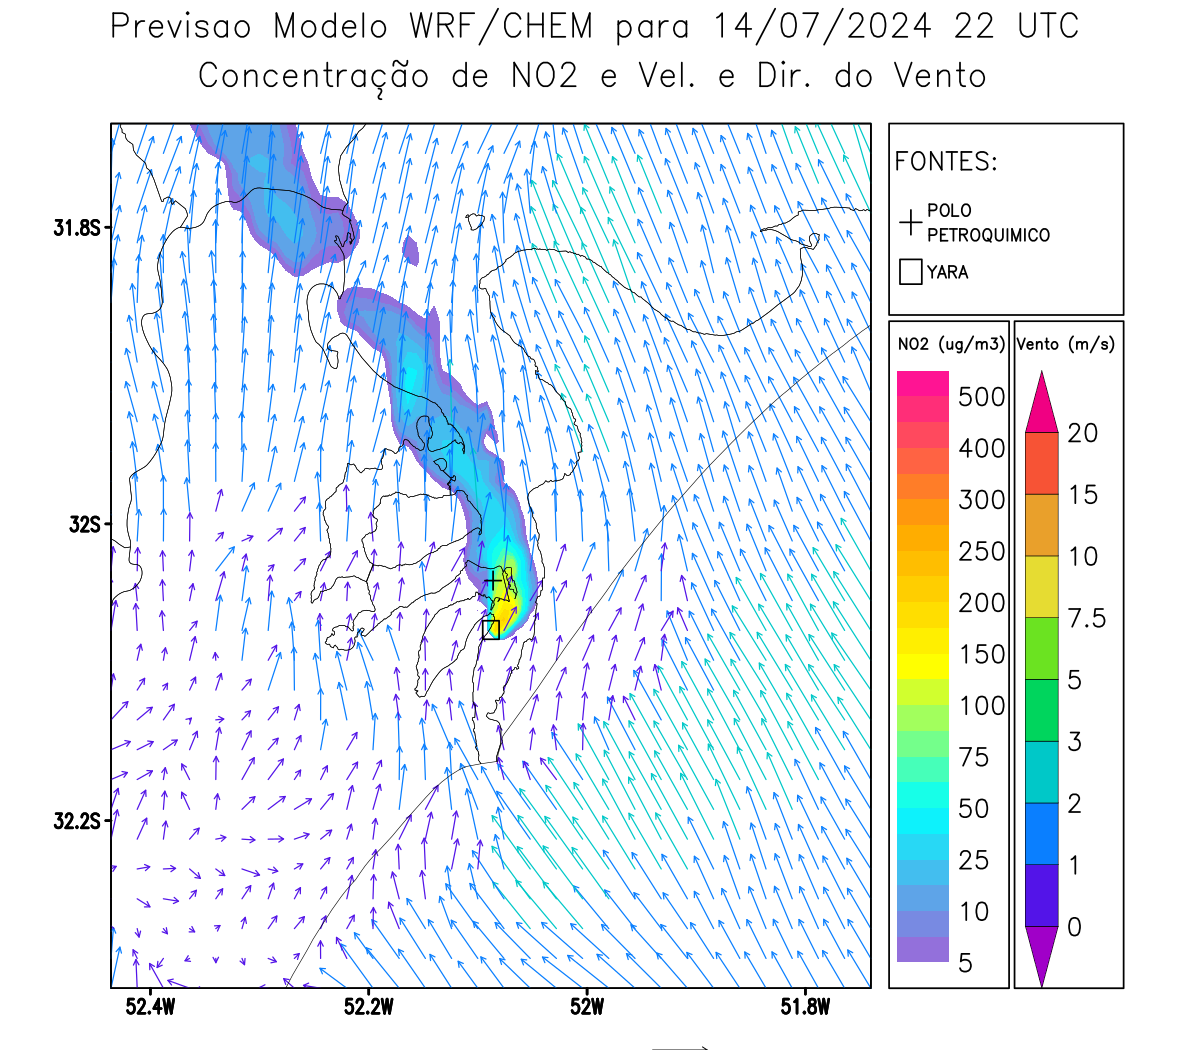 Previsao Modelo WRF/CHEM para 14/07/2024 22 UTC
Concentração de NO2 e Vel. e Dir. do Vento
FONTES:
POLO
PETROQUIMICO
YARA
NO2 (ug/m3)
500
400
300
250
200
150
100
75
50
25
10
5
Vento (m/s)
20
15
10
7.5
5
3
2
1
0
31.8S
32S
32.2S
52.4W 52.2W 52W 51.8W